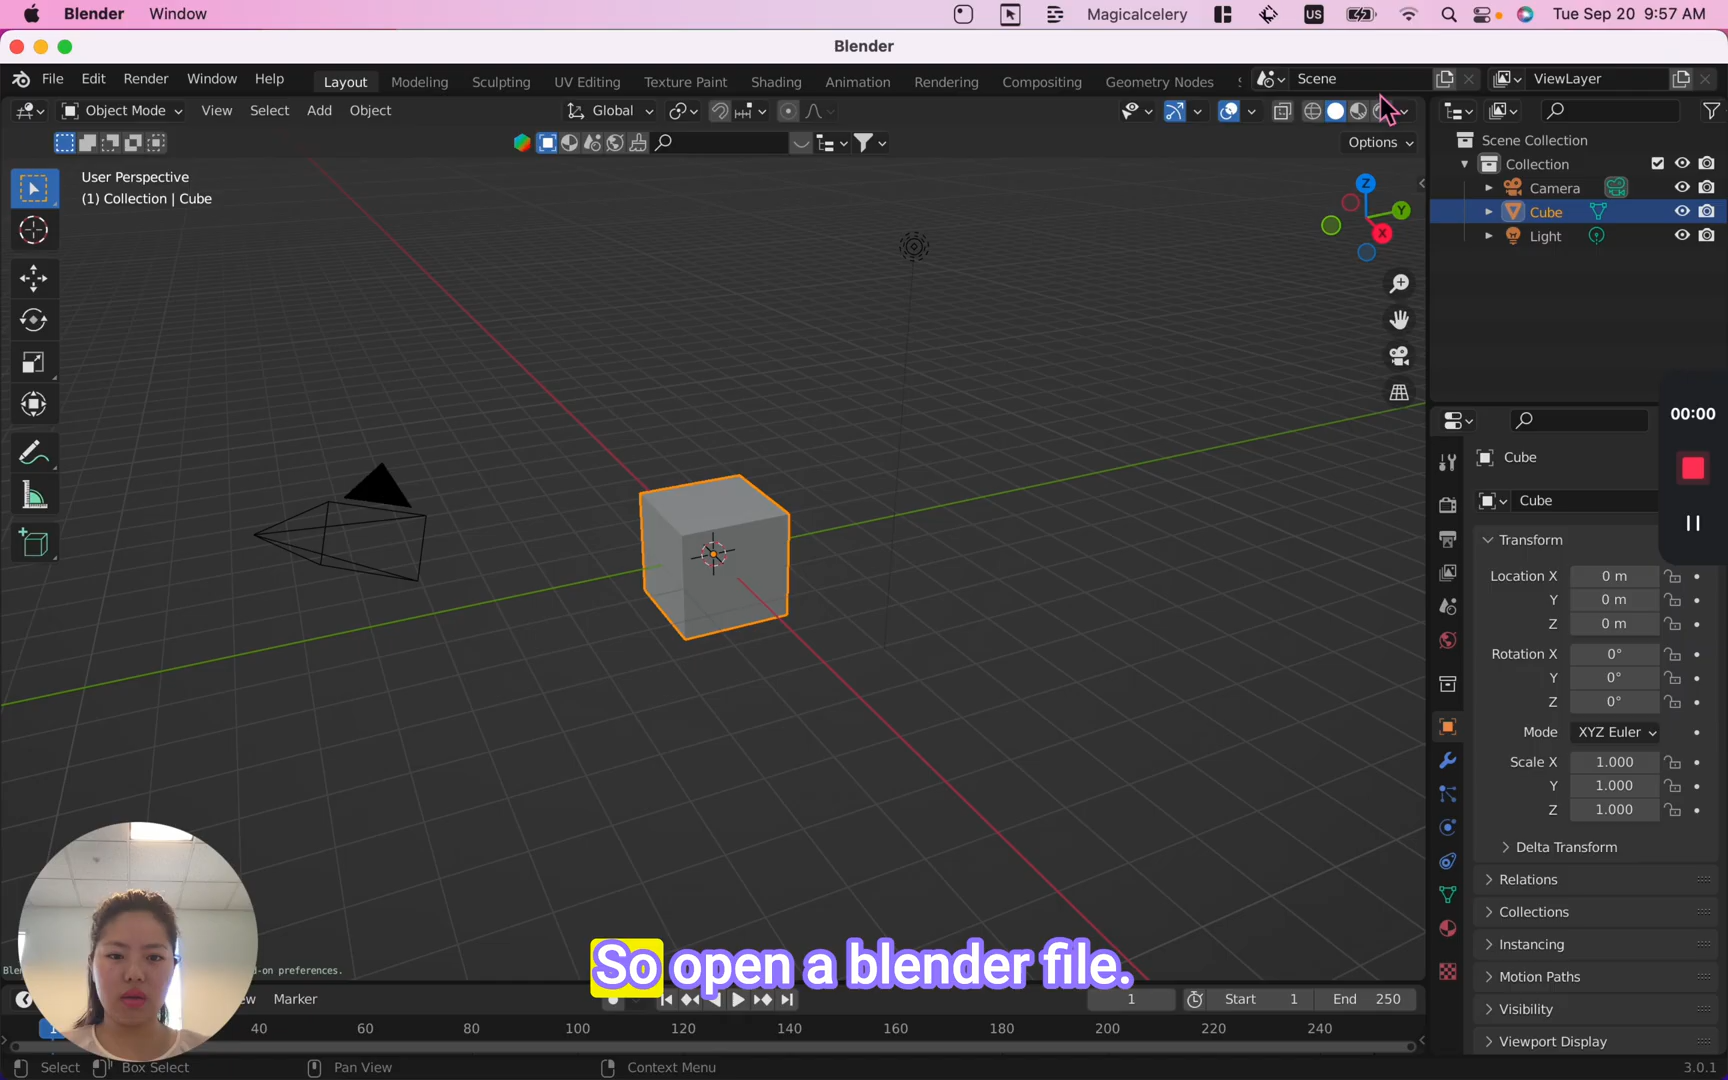 Blender Window Magicalcelery US Tue Sep 20 9:57 AM
Blender
File Edit Render Window Help Layout Modeling Sculpting UV Editing Texture Paint Shading Animation Rendering Compositing Geometry Nodes Scene ViewLayer
Object Mode View Select Add Object Global
Options
User Perspective
(1) Collection | Cube
Z
Y
X
Scene Collection
Collection
Camera
Cube
Light
00:00
Cube
Cube
Transform
Location X 0 m
Y 0 m
Z 0 m
Rotation X 0°
Y 0°
Z 0°
Mode XYZ Euler
Scale X 1.000
Y 1.000
Z 1.000
Delta Transform
Relations
Collections
Instancing
Motion Paths
Visibility
Viewport Display
So open a blender file.
preferences.
Marker 1 Start 1 End 250
40 60 80 100 120 140 160 180 200 220 240
Select Box Select Pan View Context Menu 3.0.1